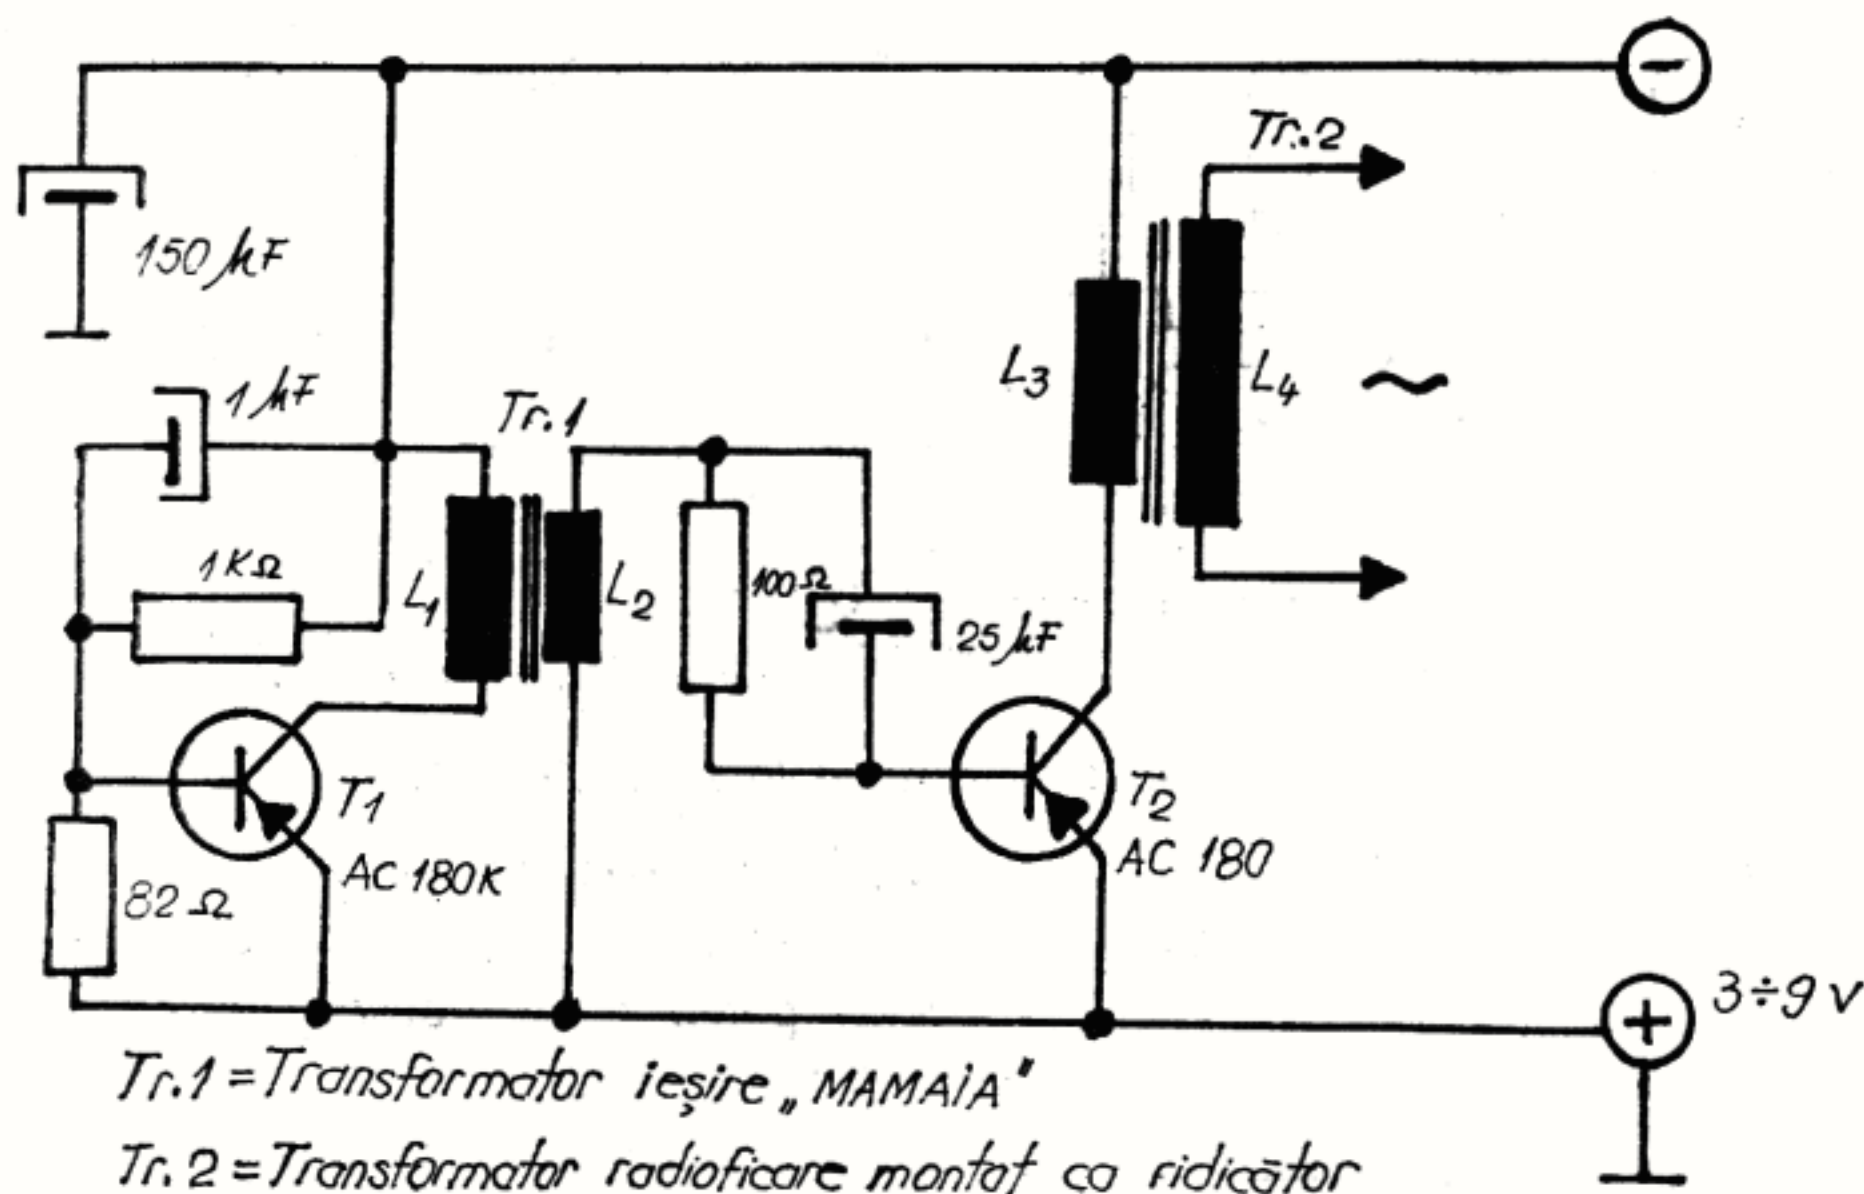 −
Tr.2
150 μF
1 μF
Tr.1
L3
L4
~
1KΩ
L1
L2
100Ω
25 μF
T1
T2
AC 180K
AC 180
82 Ω
+
3÷9 V
Tr.1 = Transformator ieșire „MAMAIA”
Tr.2 = Transformator radioficare montat ca ridicător